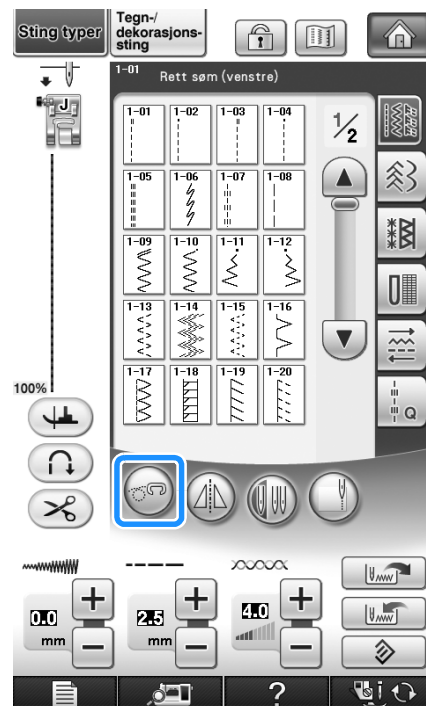 Sting typer
Tegn-/
dekorasjons-
sting
1-01
Rett søm (venstre)
J
1-01 1-02 1-03 1-04
1/2
1-05 1-06 1-07 1-08
1-09 1-10 1-11 1-12
1-13 1-14 1-15 1-16
1-17 1-18 1-19 1-20
Q
100%
0.0
mm
2.5
mm
4.0
?